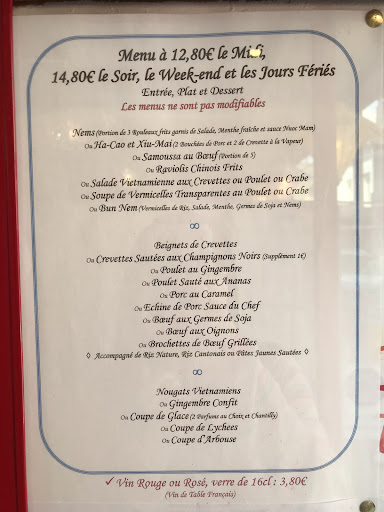 Menu à 12,80€ le Midi,
14,80€ le Soir, le Week-end et les Jours Fériés
Entrée, Plat et Dessert
Les menus ne sont pas modifiables
Nems (Portion de 3 Rouleaux frits garnis de Salade, Menthe fraîche et sauce Nuoc Mam)
Ou Ha-Cao et Xiu-Mai (2 Bouchées de Porc et 2 de Crevette à la Vapeur)
Ou Samoussa au Bœuf (Portion de 5)
Ou Raviolis Chinois Frits
Ou Salade Vietnamienne aux Crevettes ou Poulet ou Crabe
Ou Soupe de Vermicelles Transparentes au Poulet ou Crabe
Ou Bun Nem (Vermicelles de Riz, Salade, Menthe, Germes de Soja et Nems)
∞
Beignets de Crevettes
Ou Crevettes Sautées aux Champignons Noirs (Supplément 1€)
Ou Poulet au Gingembre
Ou Poulet Sauté aux Ananas
Ou Porc au Caramel
Ou Echine de Porc Sauce du Chef
Ou Bœuf aux Germes de Soja
Ou Bœuf aux Oignons
Ou Brochettes de Bœuf Grillées
◊ Accompagné de Riz Nature, Riz Cantonais ou Pâtes Jaunes Sautées ◊
∞
Nougats Vietnamiens
Ou Gingembre Confit
Ou Coupe de Glace (2 Parfums au Choix et Chantilly)
Ou Coupe de Lychees
Ou Coupe d'Arbouse
✓ Vin Rouge ou Rosé, verre de 16cl : 3,80€
(Vin de Table Français)